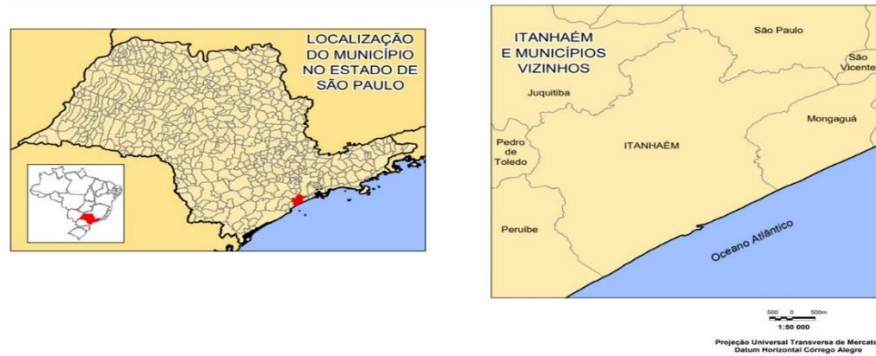 LOCALIZAÇÃO
DO MUNICÍPIO
NO ESTADO DE
SÃO PAULO
ITANHAÉM
E MUNICÍPIOS
VIZINHOS
São Paulo
São
Vicente
Juquitiba
Mongaguá
Pedro
de
Toledo
ITANHAÉM
Peruíbe
Oceano Atlântico
500 0 500m
1:50 000
Projeção Universal Transversa de Mercato
Datum Horizontal Córrego Alegre